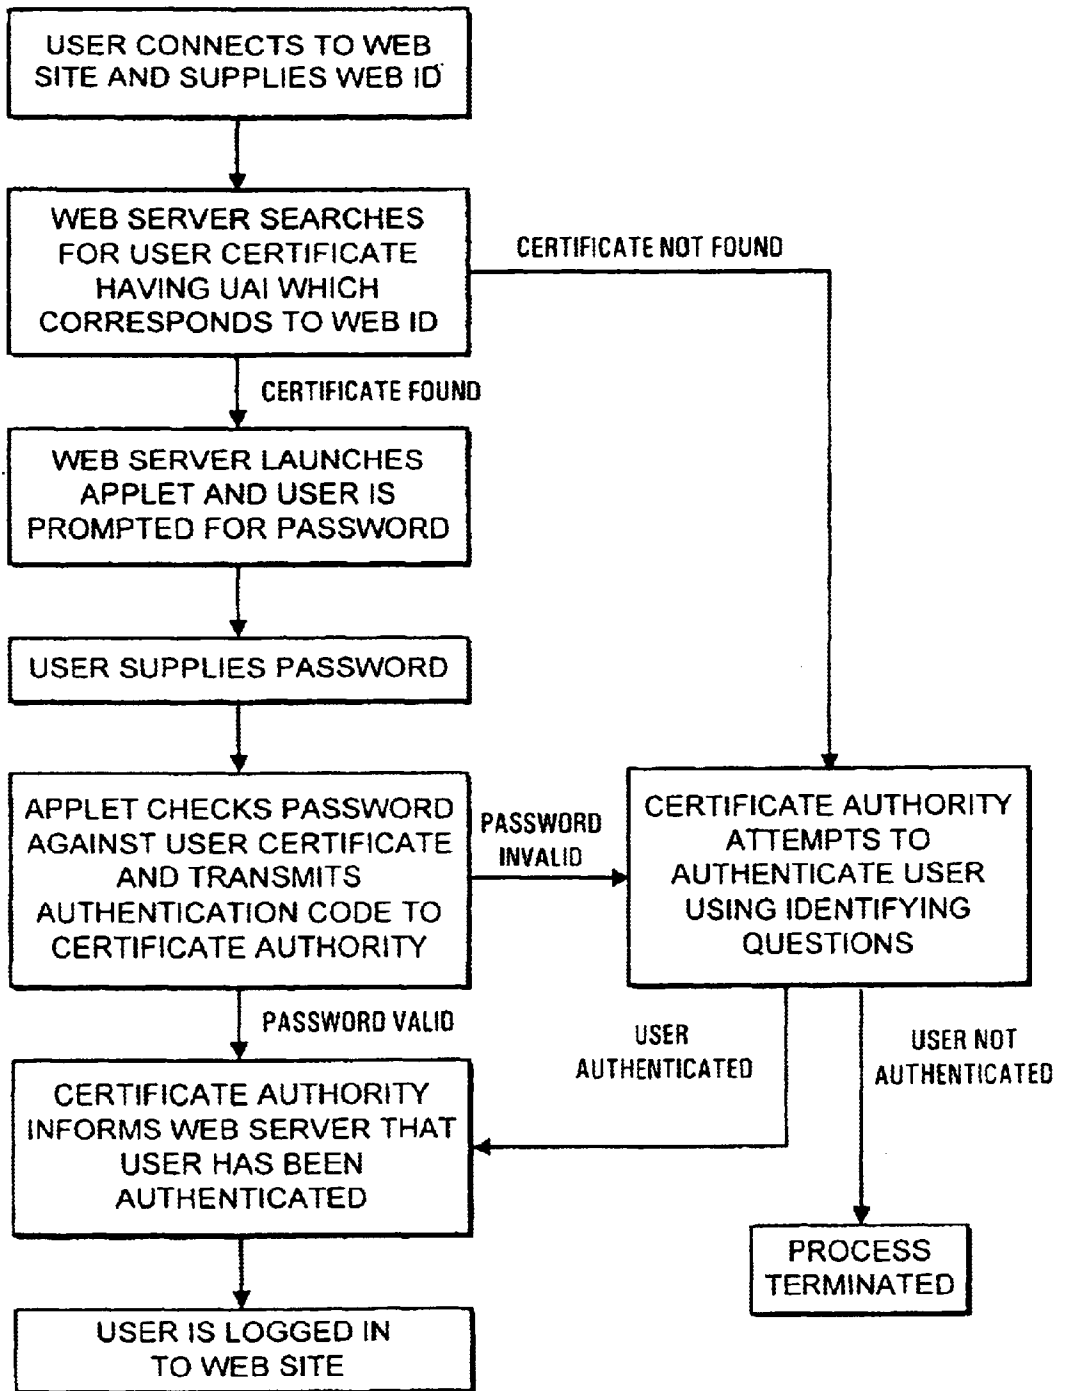 USER CONNECTS TO WEB
SITE AND SUPPLIES WEB ID
WEB SERVER SEARCHES
FOR USER CERTIFICATE
HAVING UAI WHICH
CORRESPONDS TO WEB ID
CERTIFICATE NOT FOUND
CERTIFICATE FOUND
WEB SERVER LAUNCHES
APPLET AND USER IS
PROMPTED FOR PASSWORD
USER SUPPLIES PASSWORD
APPLET CHECKS PASSWORD
AGAINST USER CERTIFICATE
AND TRANSMITS
AUTHENTICATION CODE TO
CERTIFICATE AUTHORITY
PASSWORD
INVALID
CERTIFICATE AUTHORITY
ATTEMPTS TO
AUTHENTICATE USER
USING IDENTIFYING
QUESTIONS
PASSWORD VALID
USER
AUTHENTICATED
USER NOT
AUTHENTICATED
CERTIFICATE AUTHORITY
INFORMS WEB SERVER THAT
USER HAS BEEN
AUTHENTICATED
PROCESS
TERMINATED
USER IS LOGGED IN
TO WEB SITE